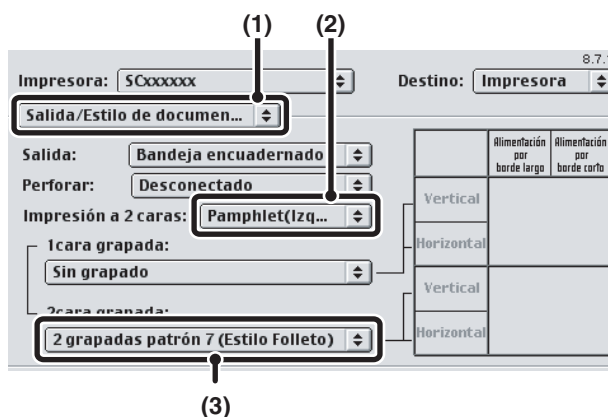 (1) (2)
8.7.1
Impresora: SCxxxxxx Destino: Impresora
Salida/Estilo de documen...
Salida: Bandeja encuadernado
Perforar: Desconectado
Impresión a 2 caras: Pamphlet(Izq...
1cara grapada:
Sin grapado
2cara grapada:
2 grapadas patrón 7 (Estilo Folleto)
Alimentación por borde largo
Alimentación por borde corto
Vertical
Horizontal
Vertical
Horizontal
(3)